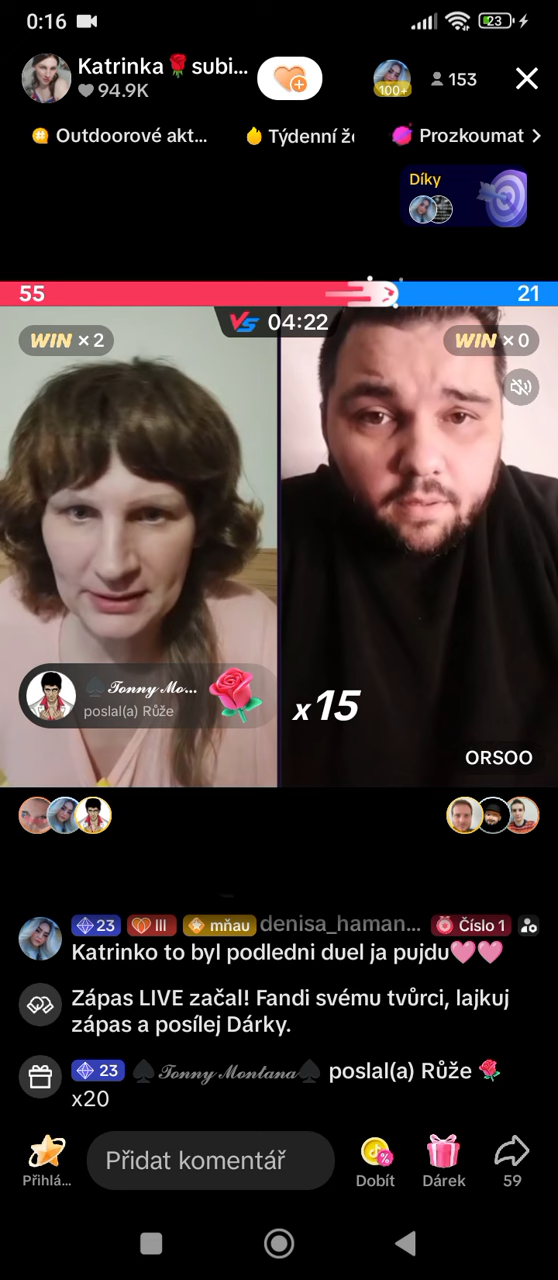 0:16
23
Katrinka🌹subi...
94.9K
100+
153
Outdoorové akt...
Týdenní že
Prozkoumat
Díky
55
21
VS 04:22
WIN × 2
WIN × 0
♠ Tonny Mo...
poslal(a) Růže
x15
ORSOO
23 III mňau denisa_haman... Číslo 1
Katrinko to byl podledni duel ja pujdu🩷🩷
Zápas LIVE začal! Fandi svému tvůrci, lajkuj
zápas a posílej Dárky.
23 ♠ Tonny Montana♠ poslal(a) Růže 🌹
x20
Přidat komentář
Přihlá...
Dobít
Dárek
59